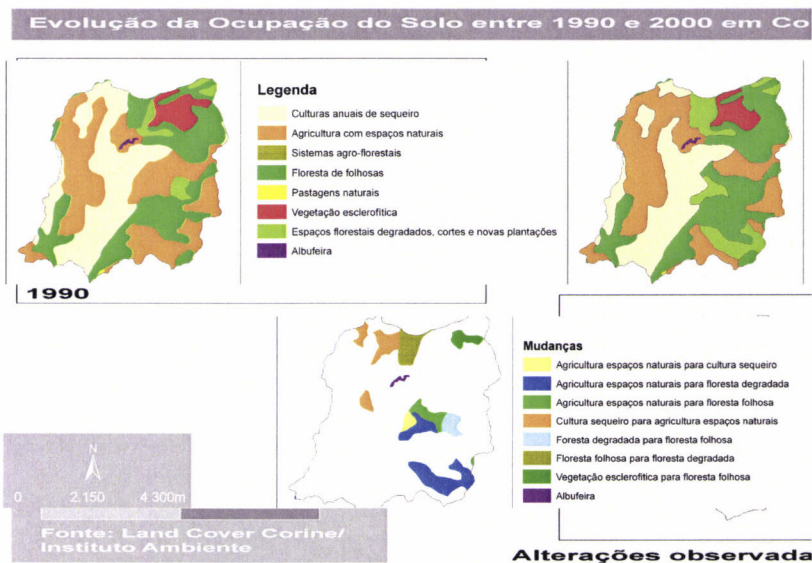 Evolução da Ocupação do Solo entre 1990 e 2000 em Co
Legenda
Culturas anuais de sequeiro
Agricultura com espaços naturais
Sistemas agro-florestais
Floresta de folhosas
Pastagens naturais
Vegetação esclerofitica
Espaços florestais degradados, cortes e novas plantações
Albufeira
1990
Mudanças
Agricultura espaços naturais para cultura sequeiro
Agricultura espaços naturais para floresta degradada
Agricultura espaços naturais para floresta folhosa
Cultura sequeiro para agricultura espaços naturais
Foresta degradada para floresta folhosa
Floresta folhosa para floresta degradada
Vegetação esclerofitica para floresta folhosa
Albufeira
N
0 2.150 4 300m
Fonte: Land Cover Corine/
Instituto Ambiente
Alterações observada